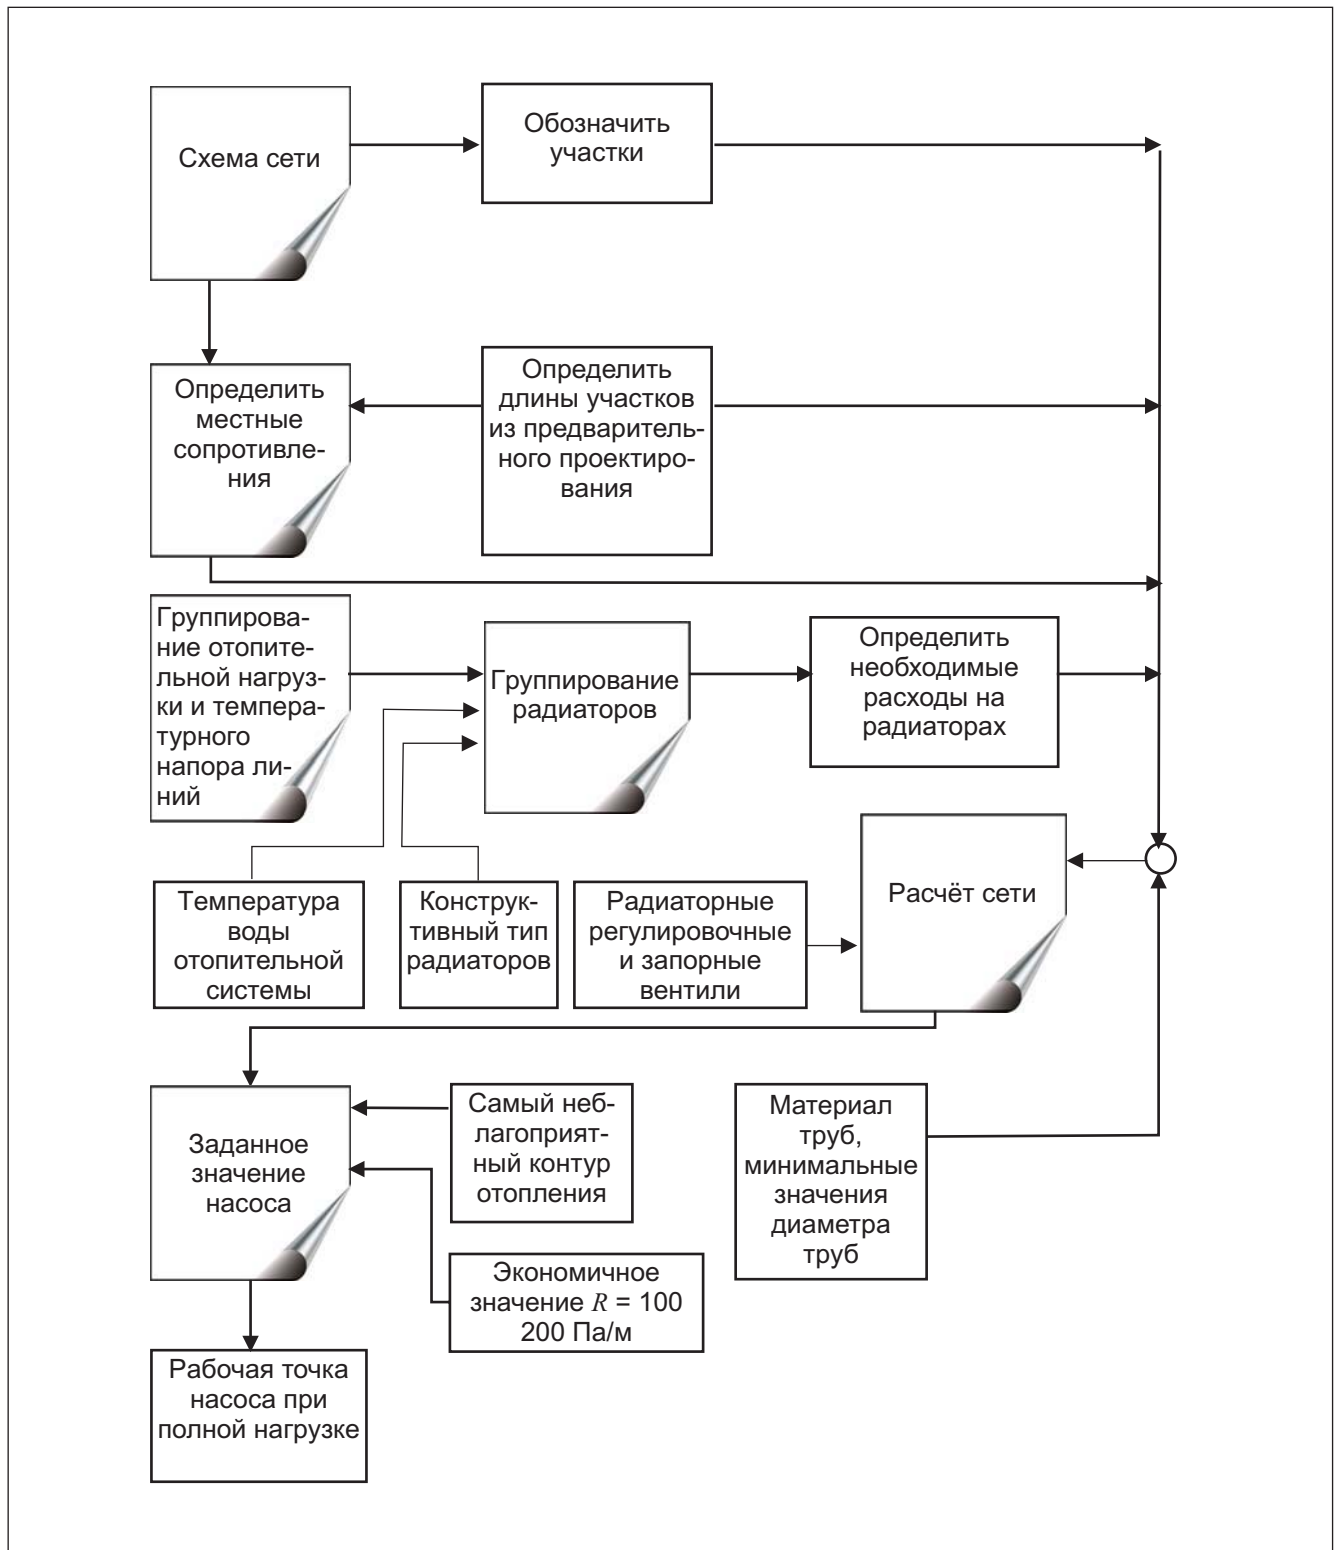 Схема сети
Обозначить
участки
Определить
местные
сопротивле-
ния
Определить
длины участков
из предваритель-
ного проектиро-
вания
Группирова-
ние отопите-
льной нагруз-
ки и темпера-
турного
напора ли-
ний
Группирование
радиаторов
Определить
необходимые
расходы на
радиаторах
Температура
воды
отопительной
системы
Конструк-
тивный тип
радиаторов
Радиаторные
регулировочные
и запорные
вентили
Расчёт сети
Заданное
значение
насоса
Самый неб-
лагоприят-
ный контур
отопления
Материал
труб,
минимальные
значения
диаметра
труб
Экономичное
значение R = 100
200 Па/м
Рабочая точка
насоса при
полной нагрузке